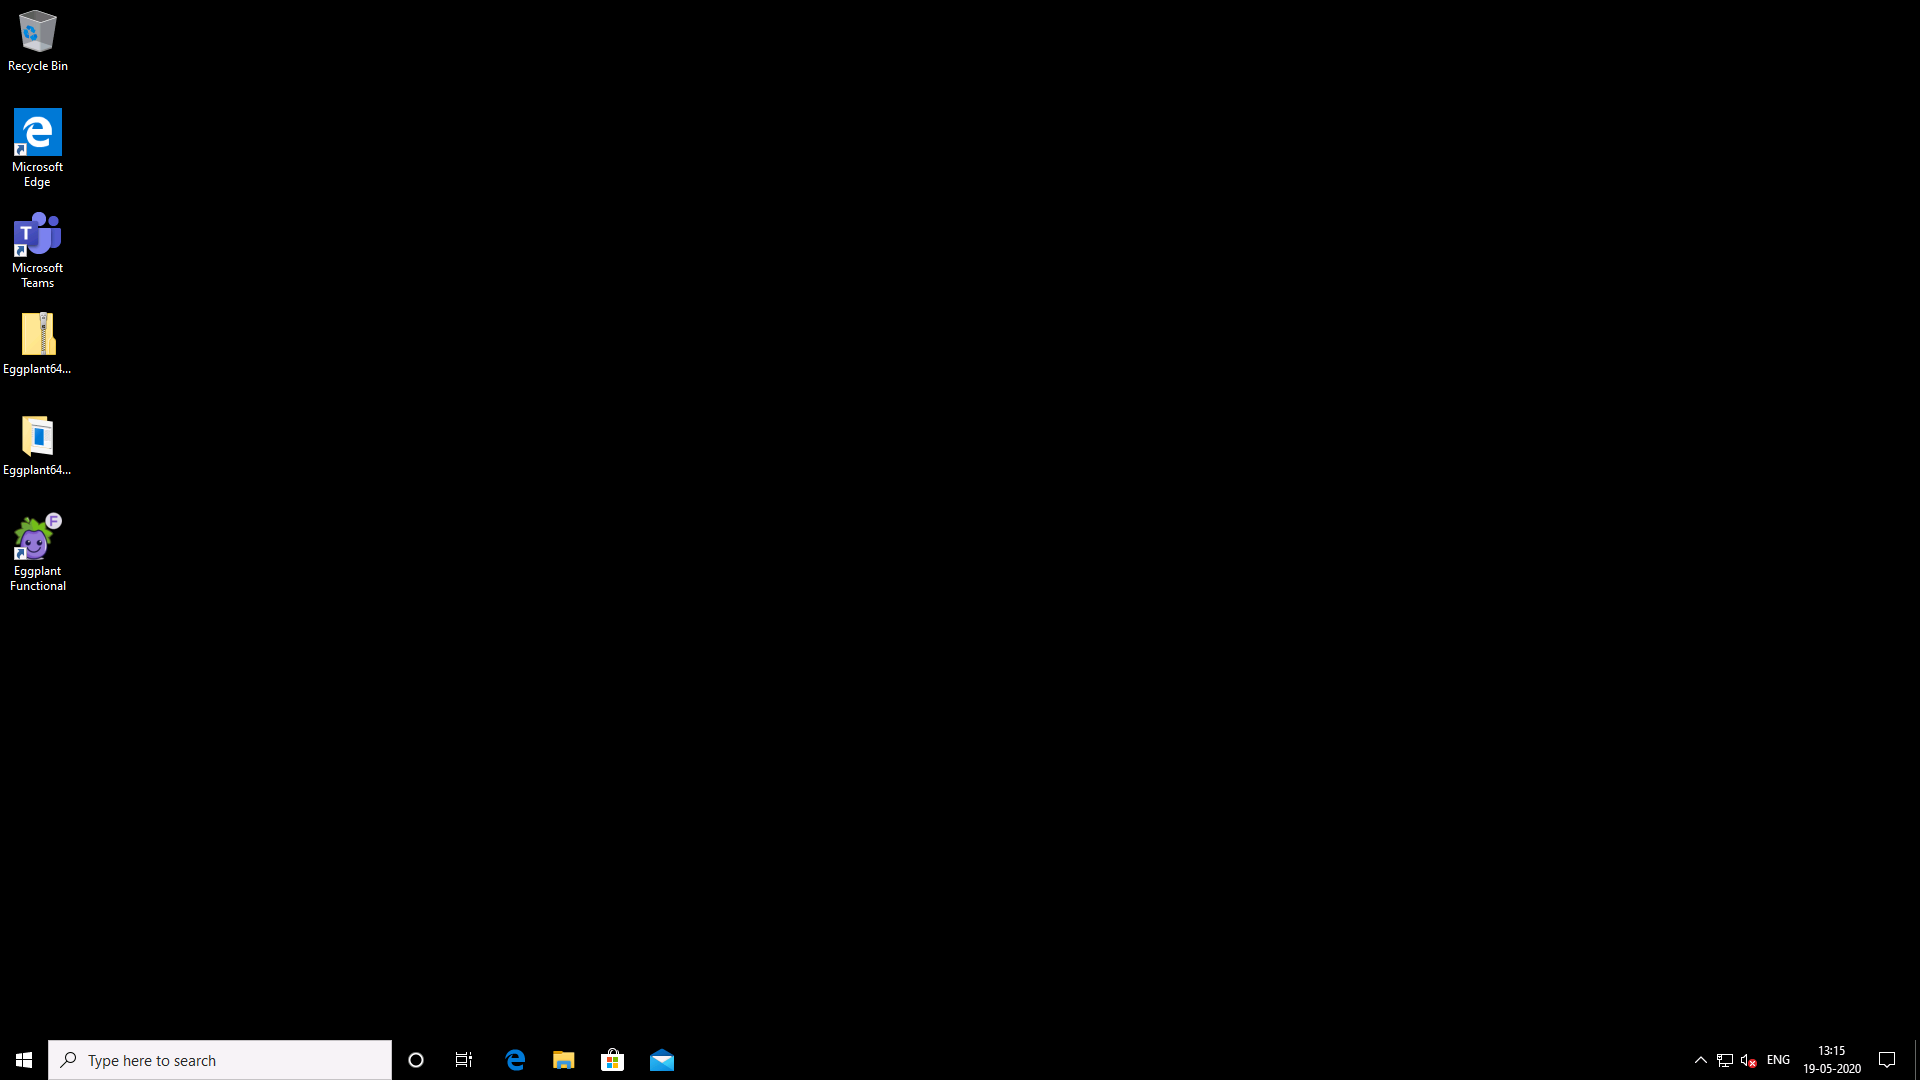 Recycle Bin
Microsoft
Edge
Microsoft
Teams
Eggplant64...
Eggplant64...
F
Eggplant
Functional
Type here to search
ENG
13:15
19-05-2020